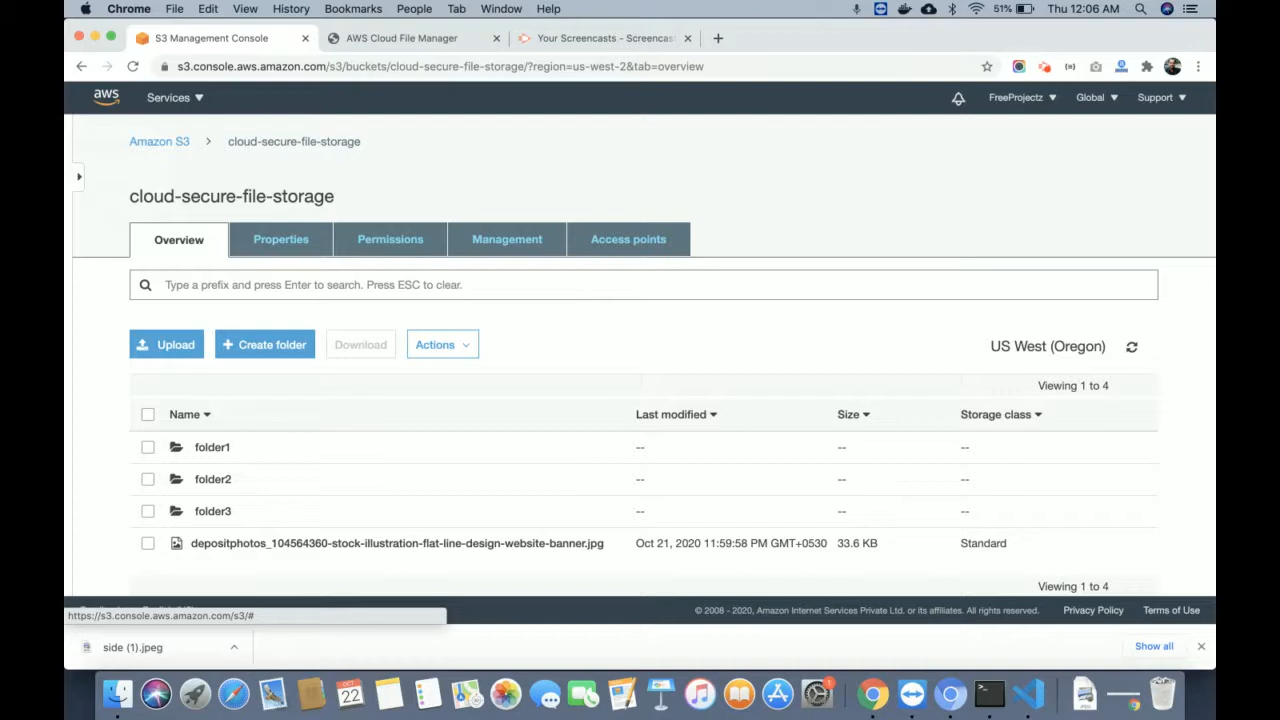 Chrome File Edit View History Bookmarks People Tab Window Help 51% Thu 12:06 AM
S3 Management Console AWS Cloud File Manager Your Screencasts - Screencas
s3.console.aws.amazon.com/s3/buckets/cloud-secure-file-storage/?region=us-west-2&tab=overview
aws Services FreeProjectz Global Support
Amazon S3 > cloud-secure-file-storage
cloud-secure-file-storage
Overview Properties Permissions Management Access points
Type a prefix and press Enter to search. Press ESC to clear.
Upload + Create folder Download Actions US West (Oregon)
Viewing 1 to 4
Name Last modified Size Storage class
folder1 -- -- --
folder2 -- -- --
folder3 -- -- --
depositphotos_104564360-stock-illustration-flat-line-design-website-banner.jpg Oct 21, 2020 11:59:58 PM GMT+0530 33.6 KB Standard
Viewing 1 to 4
© 2008 - 2020, Amazon Internet Services Private Ltd. or its affiliates. All rights reserved. Privacy Policy Terms of Use
https://s3.console.aws.amazon.com/s3/#
side (1).jpeg Show all
OCT
22
1